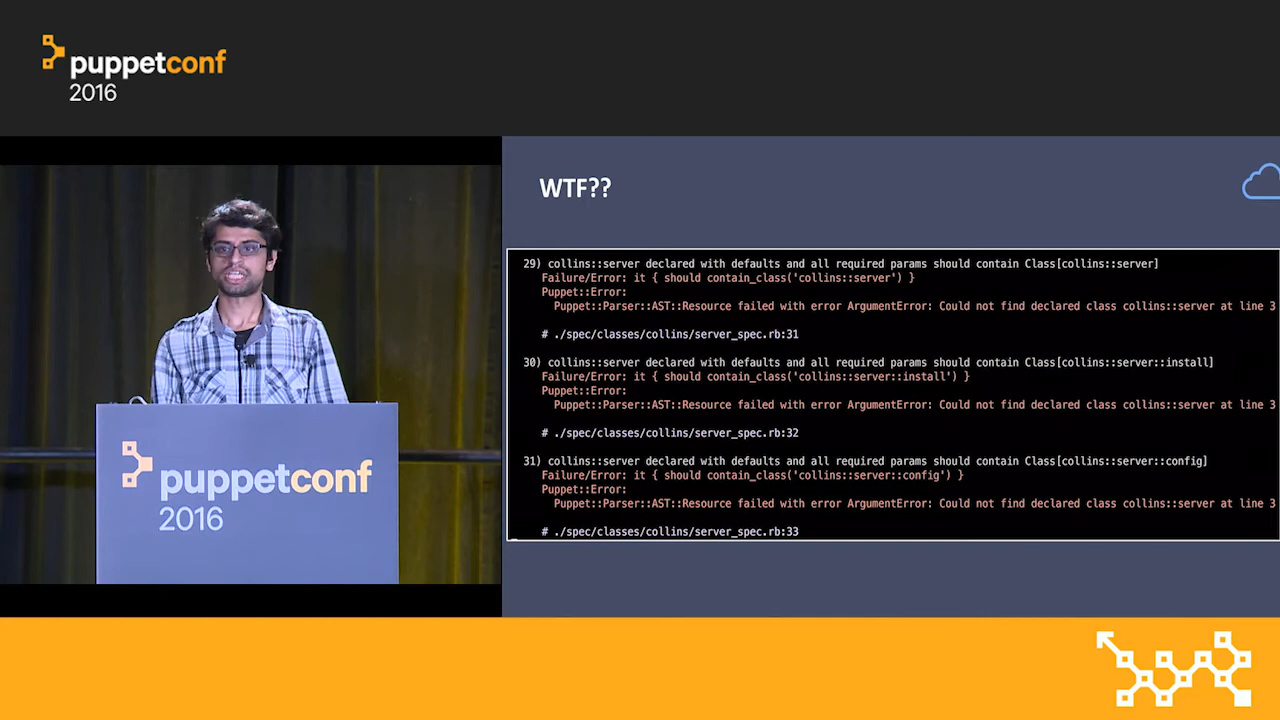 puppetconf
2016
WTF??
29) collins::server declared with defaults and all required params should contain Class[collins::server]
Failure/Error: it { should contain_class('collins::server') }
Puppet::Error:
Puppet::Parser::AST::Resource failed with error ArgumentError: Could not find declared class collins::server at line 3
# ./spec/classes/collins/server_spec.rb:31
30) collins::server declared with defaults and all required params should contain Class[collins::server::install]
Failure/Error: it { should contain_class('collins::server::install') }
Puppet::Error:
Puppet::Parser::AST::Resource failed with error ArgumentError: Could not find declared class collins::server at line 3
# ./spec/classes/collins/server_spec.rb:32
31) collins::server declared with defaults and all required params should contain Class[collins::server::config]
Failure/Error: it { should contain_class('collins::server::config') }
Puppet::Error:
Puppet::Parser::AST::Resource failed with error ArgumentError: Could not find declared class collins::server at line 3
# ./spec/classes/collins/server_spec.rb:33
puppetconf
2016